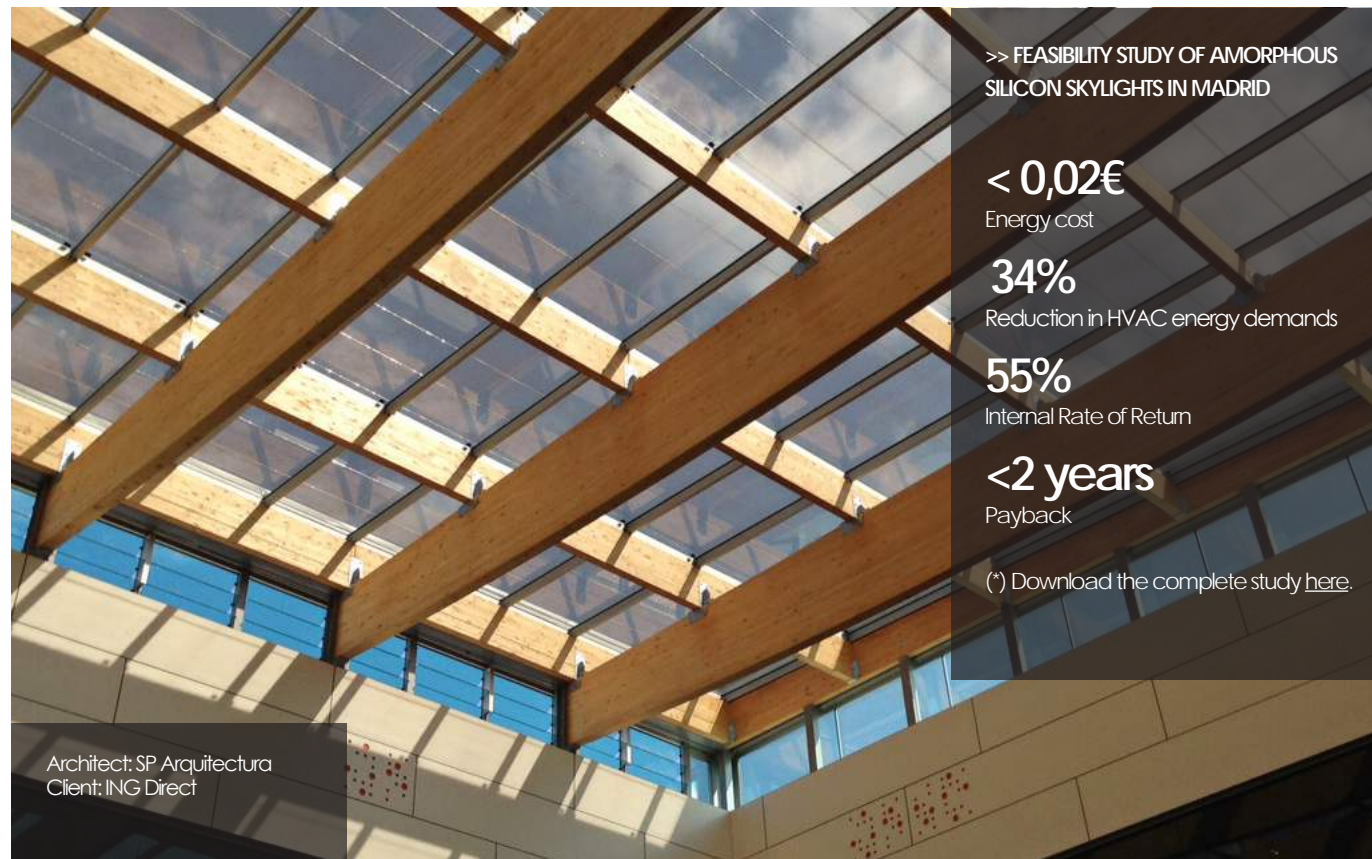 >> FEASIBILITY STUDY OF AMORPHOUS
SILICON SKYLIGHTS IN MADRID
< 0,02€
Energy cost
34%
Reduction in HVAC energy demands
55%
Internal Rate of Return
<2 years
Payback
(*) Download the complete study here.
Architect: SP Arquitectura
Client: ING Direct